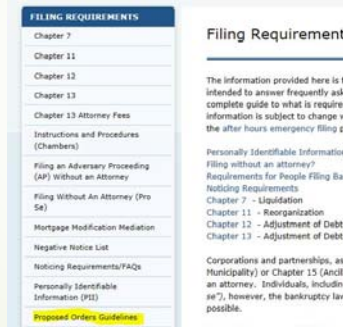 FILING REQUIREMENTS
Chapter 7
Chapter 11
Chapter 12
Chapter 13
Chapter 13 Attorney Fees
Instructions and Procedures
(Chambers)
Filing an Adversary Proceeding
(AP) Without an Attorney
Filing Without An Attorney (Pro
Se)
Mortgage Modification Mediation
Negative Notice List
Noticing Requirements/FAQs
Personally Identifiable
Information (PII)
Proposed Orders Guidelines
Filing Requirement
The information provided here is
intended to answer frequently ask
complete guide to what is require
information is subject to change
the after hours emergency filing
Personally Identifiable Information
Filing without an attorney?
Requirements for People Filing Ba
Noticing Requirements
Chapter 7 - Liquidation
Chapter 11 - Reorganization
Chapter 12 - Adjustment of Debt
Chapter 13 - Adjustment of Debt
Corporations and partnerships, as
Municipality) or Chapter 15 (Ancil
an attorney. Individuals, includin
se"), however, the bankruptcy law
possible.